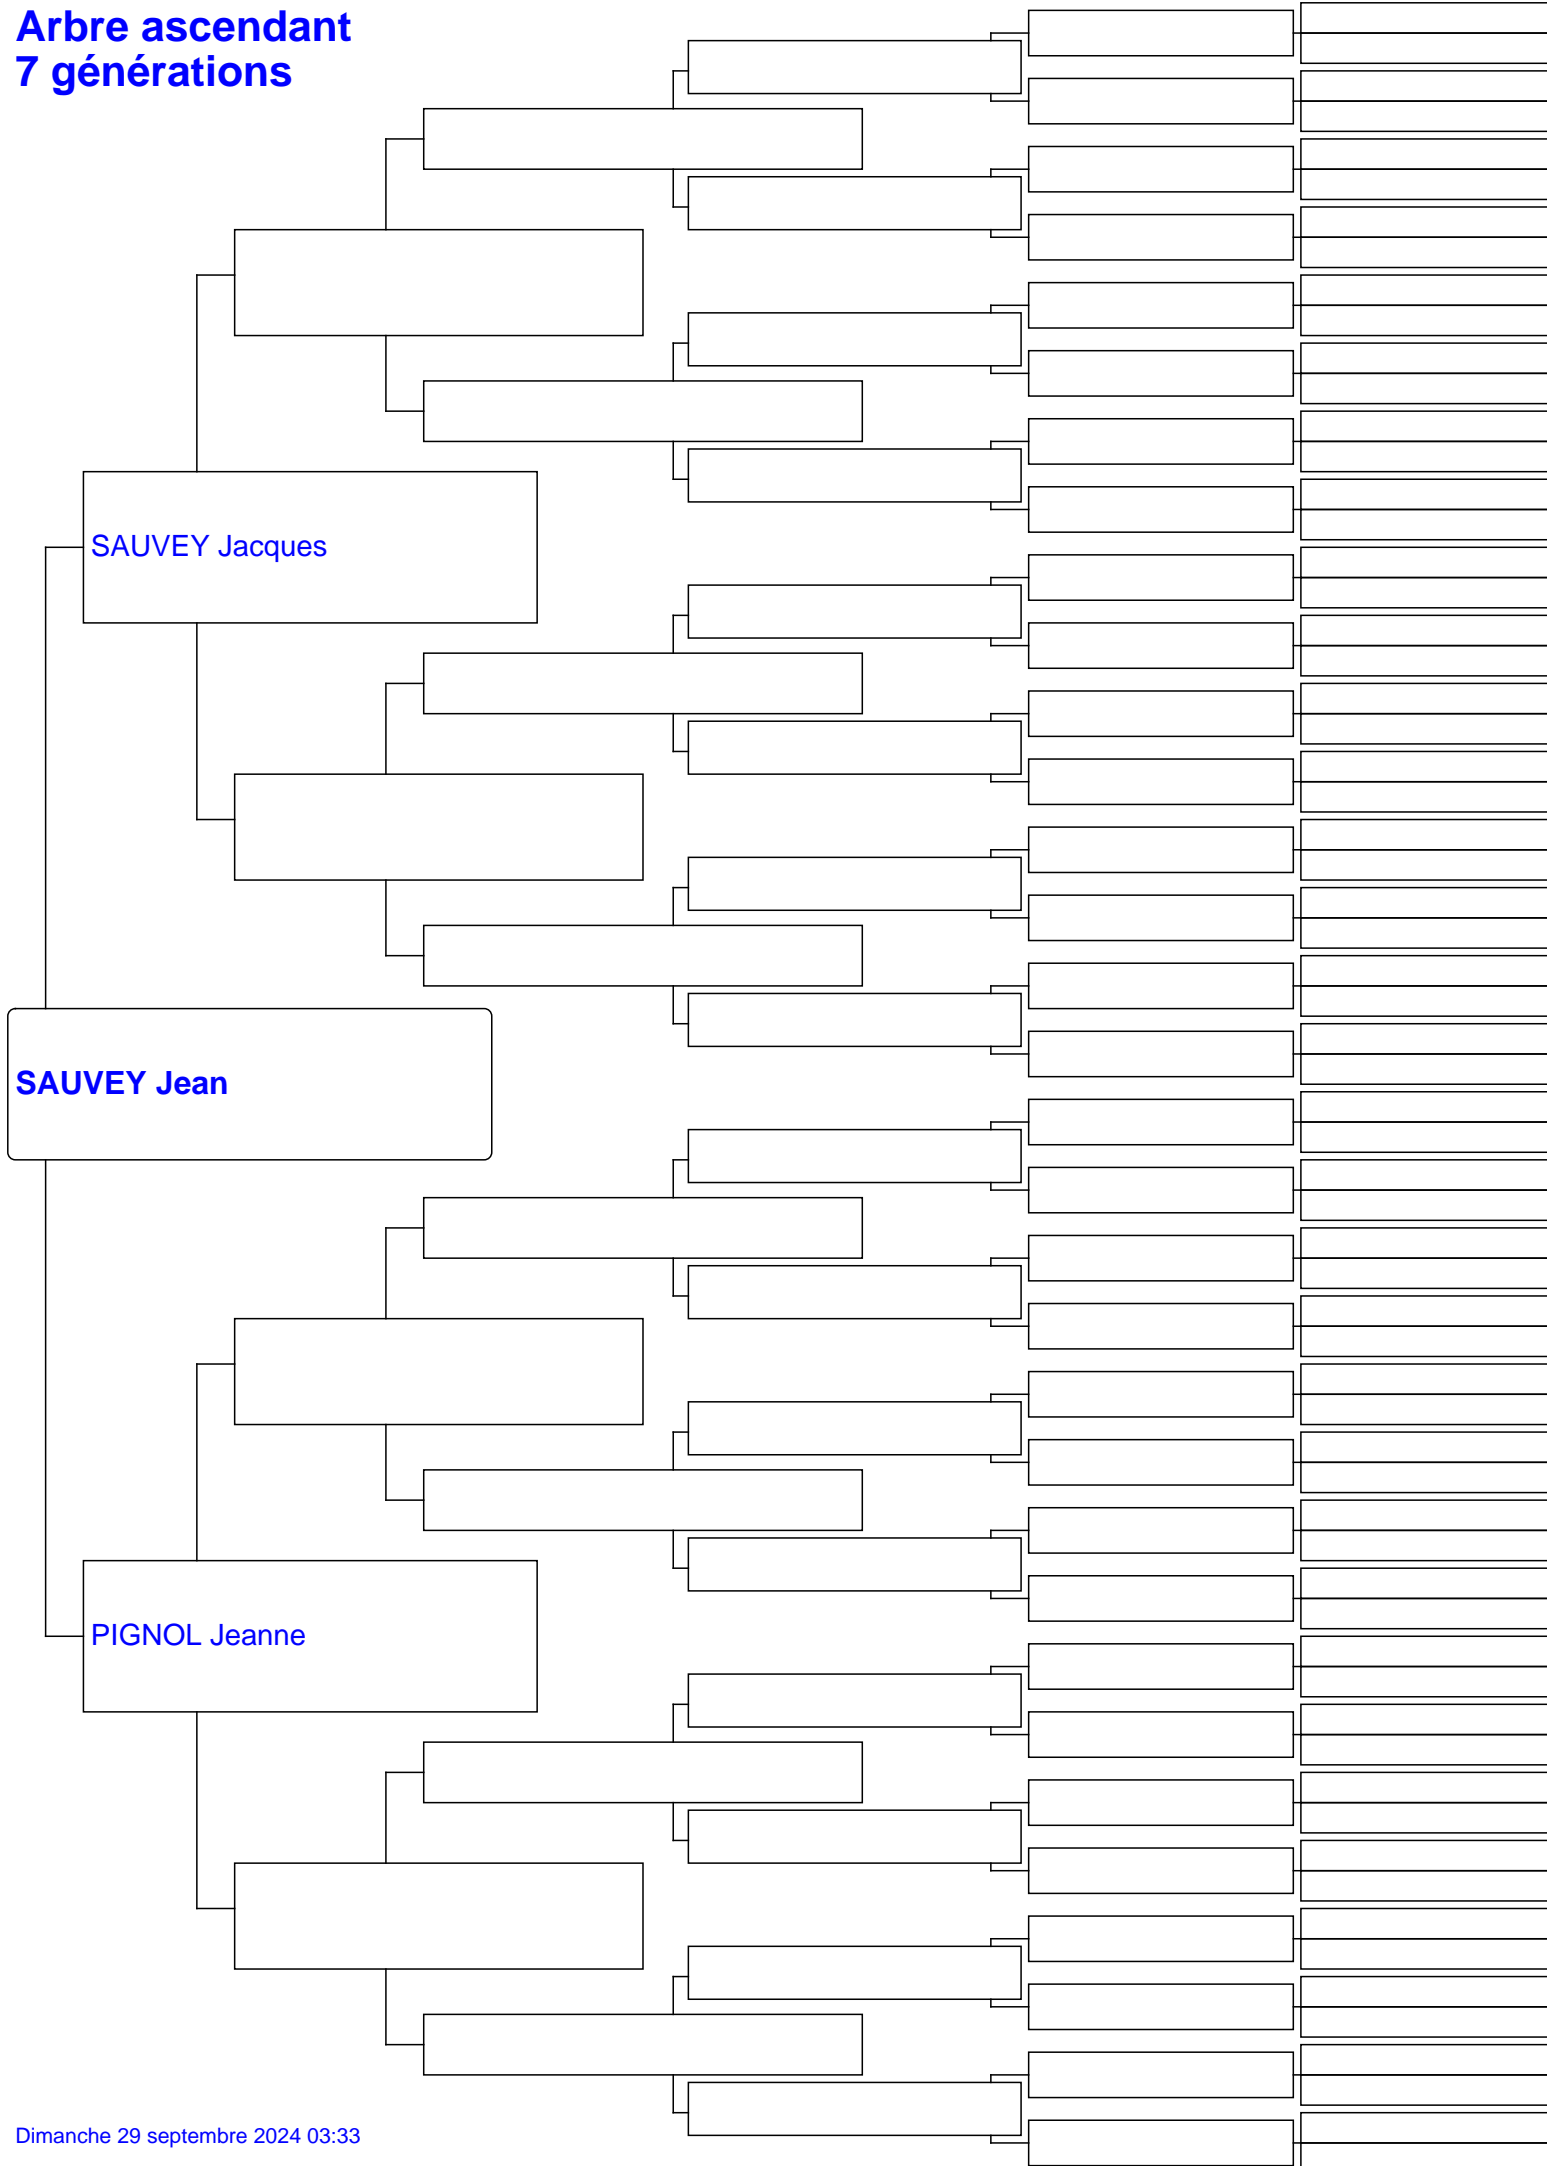 Arbre ascendant
7 générations
SAUVEY Jacques
SAUVEY Jean
PIGNOL Jeanne
Dimanche 29 septembre 2024 03:33